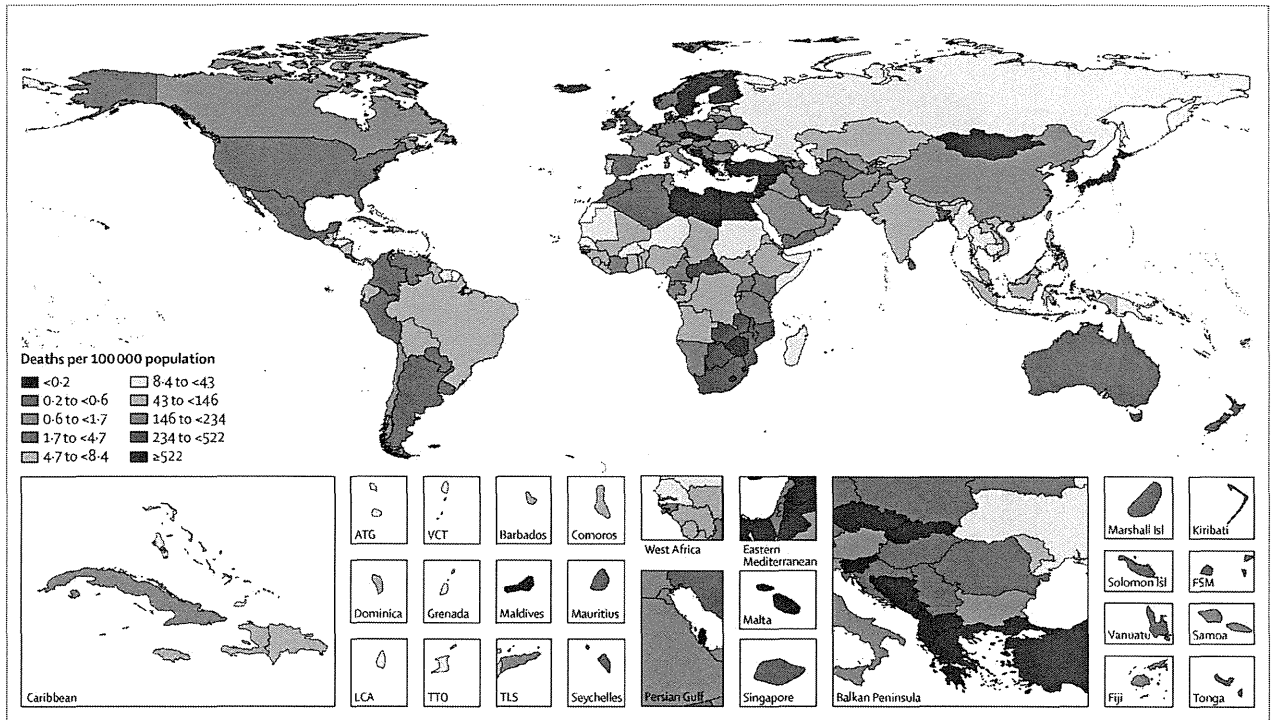 Deaths per 100 000 population
<0·2
0·2 to <0·6
0·6 to <1·7
1·7 to <4·7
4·7 to <8·4
8·4 to <43
43 to <146
146 to <234
234 to <522
≥522
Caribbean
ATG
VCT
Barbados
Comoros
Dominica
Grenada
Maldives
Mauritius
LCA
TTO
TLS
Seychelles
West Africa
Eastern
Mediterranean
Persian Gulf
Malta
Singapore
Balkan Peninsula
Marshall Isl
Kiribati
Solomon Isl
FSM
Vanuatu
Samoa
Fiji
Tonga